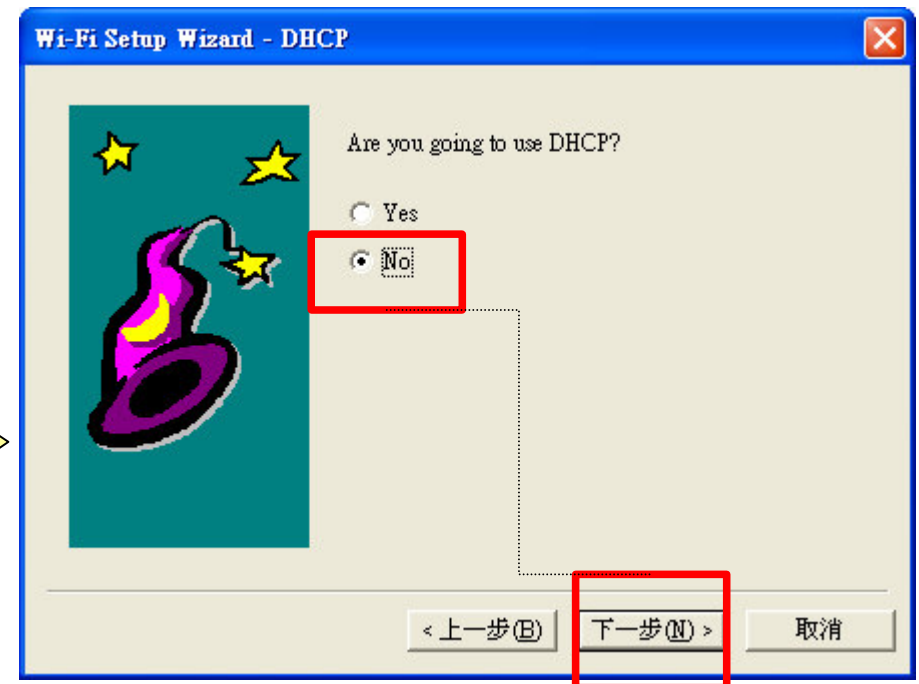 Wi-Fi Setup Wizard - DHCP
Are you going to use DHCP?
Yes
No
< 上一步(B) 下一步(N) > 取消